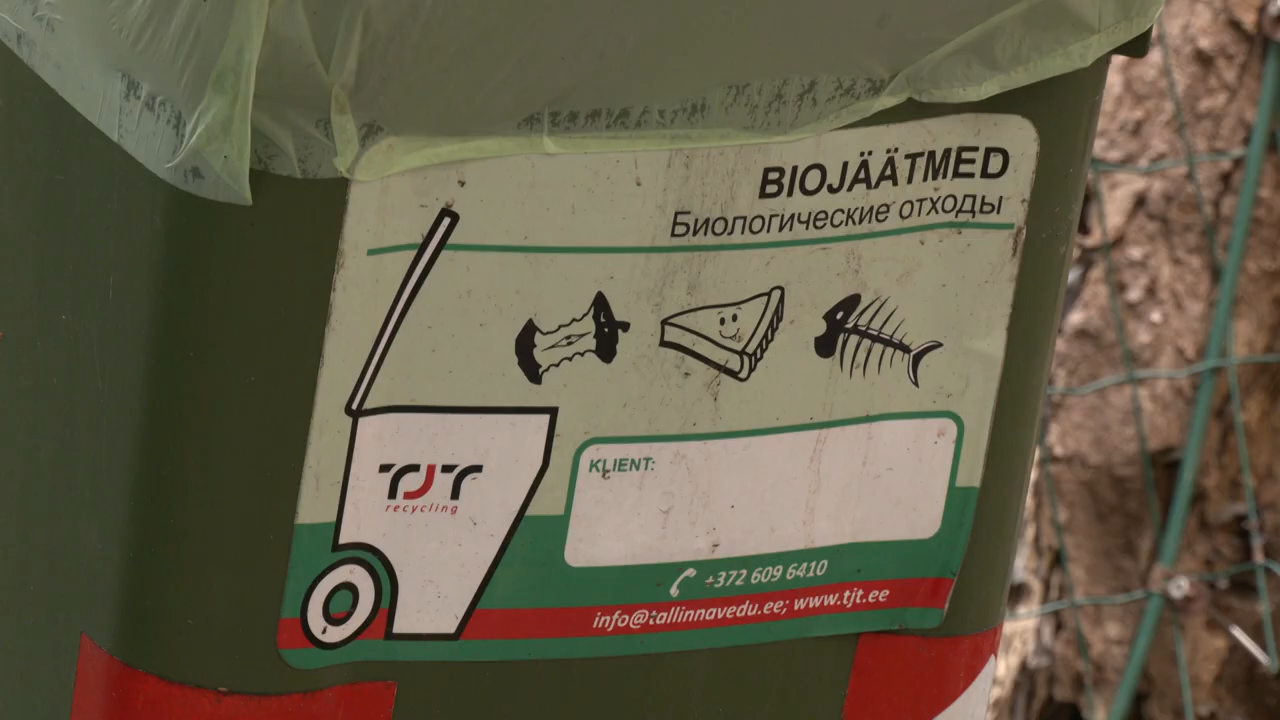 BIOJÄÄTMED
Биологические отходы
TJT
recycling
KLIENT:
+372 609 6410
info@tallinnavedu.ee; www.tjt.ee